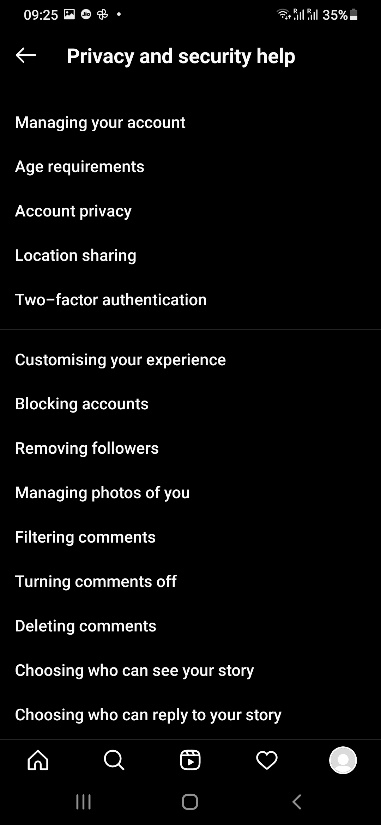 09:25 35%
Privacy and security help
Managing your account
Age requirements
Account privacy
Location sharing
Two-factor authentication
Customising your experience
Blocking accounts
Removing followers
Managing photos of you
Filtering comments
Turning comments off
Deleting comments
Choosing who can see your story
Choosing who can reply to your story